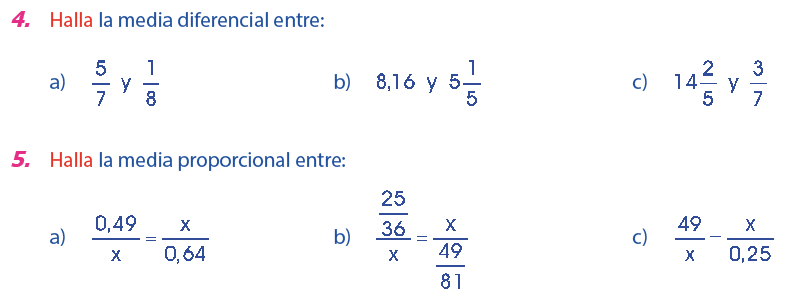 4. Halla la media diferencial entre:
a) 5/7 y 1/8 b) 8,16 y 5 1/5 c) 14 2/5 y 3/7
5. Halla la media proporcional entre:
a) 0,49/x = x/0,64 b) (25/36)/x = x/(49/81) c) 49/x − x/0,25